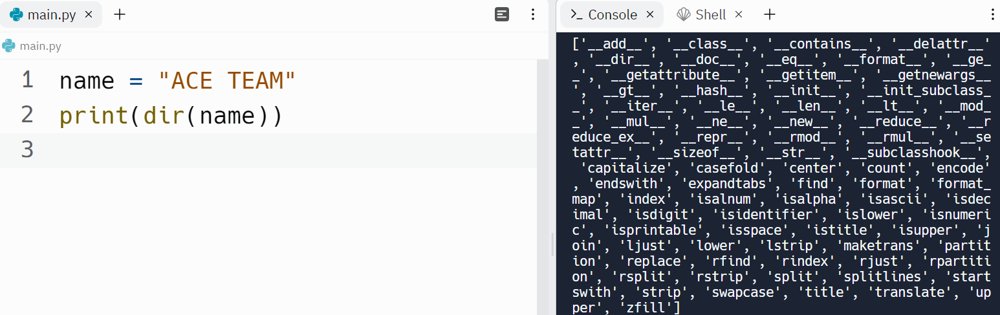 main.py
main.py
1 name = "ACE TEAM"
2 print(dir(name))
3
Console
Shell
['__add__', '__class__', '__contains__', '__delattr__'
, '__dir__', '__doc__', '__eq__', '__format__', '__ge_
_', '__getattribute__', '__getitem__', '__getnewargs__
', '__gt__', '__hash__', '__init__', '__init_subclass_
_', '__iter__', '__le__', '__len__', '__lt__', '__mod_
_', '__mul__', '__ne__', '__new__', '__reduce__', '__r
educe_ex__', '__repr__', '__rmod__', '__rmul__', '__se
tattr__', '__sizeof__', '__str__', '__subclasshook__',
 'capitalize', 'casefold', 'center', 'count', 'encode'
, 'endswith', 'expandtabs', 'find', 'format', 'format_
map', 'index', 'isalnum', 'isalpha', 'isascii', 'isdec
imal', 'isdigit', 'isidentifier', 'islower', 'isnumeri
c', 'isprintable', 'isspace', 'istitle', 'isupper', 'j
oin', 'ljust', 'lower', 'lstrip', 'maketrans', 'partit
ion', 'replace', 'rfind', 'rindex', 'rjust', 'rpartiti
on', 'rsplit', 'rstrip', 'split', 'splitlines', 'start
swith', 'strip', 'swapcase', 'title', 'translate', 'up
per', 'zfill']